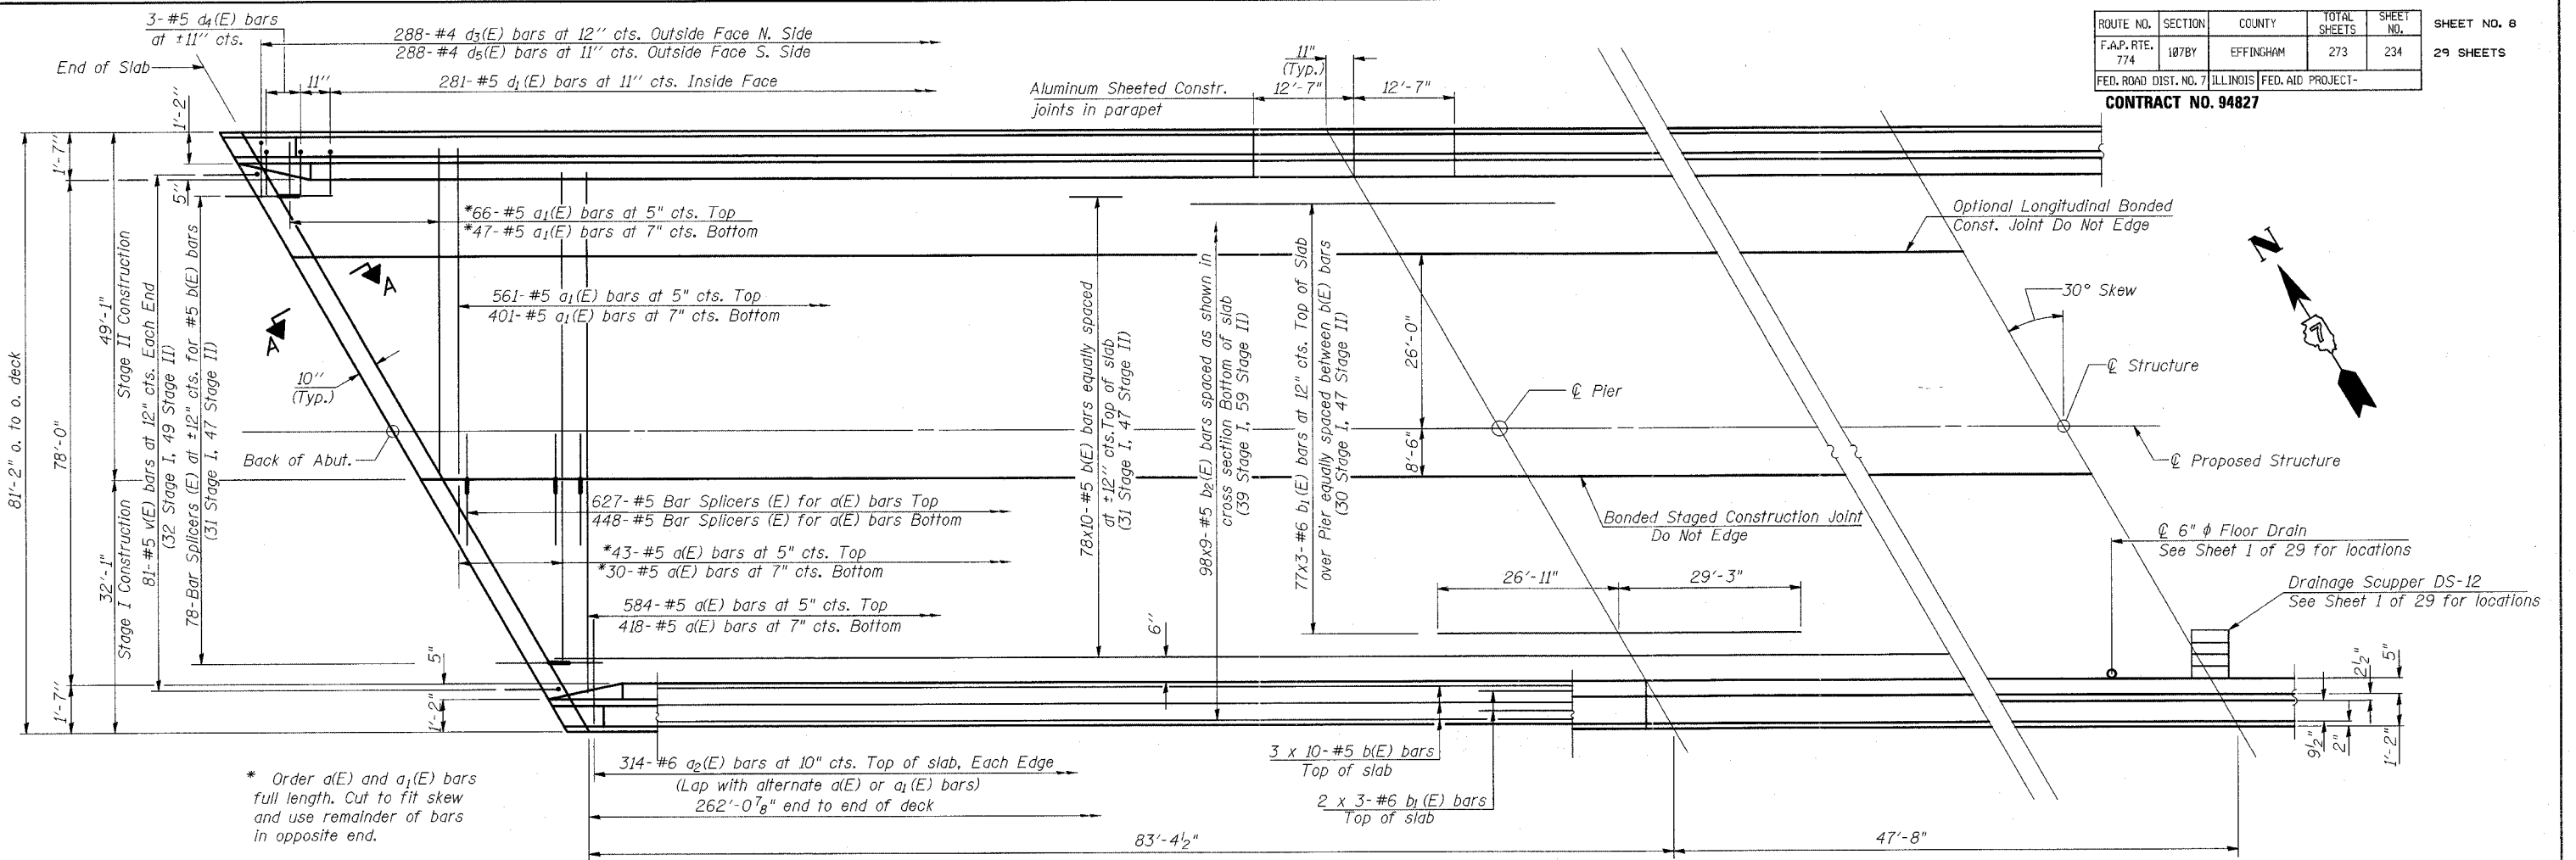 3-#5 d4(E) bars
at ±11" cts.
288-#4 d3(E) bars at 12" cts. Outside Face N. Side
288-#4 d5(E) bars at 11" cts. Outside Face S. Side
End of Slab
11"
281-#5 d1(E) bars at 11" cts. Inside Face
1'-2"
1'-7"
5"
Aluminum Sheeted Constr.
joints in parapet
11"
(Typ.)
12'-7"
12'-7"
ROUTE NO.
SECTION
COUNTY
TOTAL SHEETS
SHEET NO.
F.A.P. RTE. 774
107BY
EFFINGHAM
273
234
FED. ROAD DIST. NO. 7
ILLINOIS
FED. AID PROJECT-
SHEET NO. 8
29 SHEETS
CONTRACT NO. 94827
*66-#5 a1(E) bars at 5" cts. Top
*47-#5 a1(E) bars at 7" cts. Bottom
561-#5 a1(E) bars at 5" cts. Top
401-#5 a1(E) bars at 7" cts. Bottom
A
A
10"
(Typ.)
Back of Abut.
81'-2" o. to o. deck
78'-0"
1'-7"
49'-1"
Stage II Construction
32'-1"
Stage I Construction
81-#5 v(E) bars at 12" cts. Each End
(32 Stage I, 49 Stage II)
78-Bar Splicers (E) at ±12" cts. for #5 b(E) bars
(31 Stage I, 47 Stage II)
627-#5 Bar Splicers (E) for a(E) bars Top
448-#5 Bar Splicers (E) for a(E) bars Bottom
*43-#5 a(E) bars at 5" cts. Top
*30-#5 a(E) bars at 7" cts. Bottom
584-#5 a(E) bars at 5" cts. Top
418-#5 a(E) bars at 7" cts. Bottom
78x10-#5 b(E) bars equally spaced
at ±12" cts. Top of slab
(31 Stage I, 47 Stage II)
98x9-#5 b2(E) bars spaced as shown in
cross section Bottom of slab
(39 Stage I, 59 Stage II)
77x3-#6 b1(E) bars at 12" cts. Top of Slab
over Pier equally spaced between b(E) bars
(30 Stage I, 47 Stage II)
6"
26'-0"
8'-6"
℄ Pier
Optional Longitudinal Bonded
Const. Joint Do Not Edge
30° Skew
℄ Structure
℄ Proposed Structure
N
7
Bonded Staged Construction Joint
Do Not Edge
26'-11"
29'-3"
℄ 6" ϕ Floor Drain
See Sheet 1 of 29 for locations
Drainage Scupper DS-12
See Sheet 1 of 29 for locations
5"
1'-2"
2½"
5"
9½"
2"
1'-2"
* Order a(E) and a1(E) bars
full length. Cut to fit skew
and use remainder of bars
in opposite end.
314-#6 a2(E) bars at 10" cts. Top of slab, Each Edge
(Lap with alternate a(E) or a1(E) bars)
262'-0⅞" end to end of deck
3 x 10-#5 b(E) bars
Top of slab
2 x 3-#6 b1(E) bars
Top of slab
83'-4½"
47'-8"